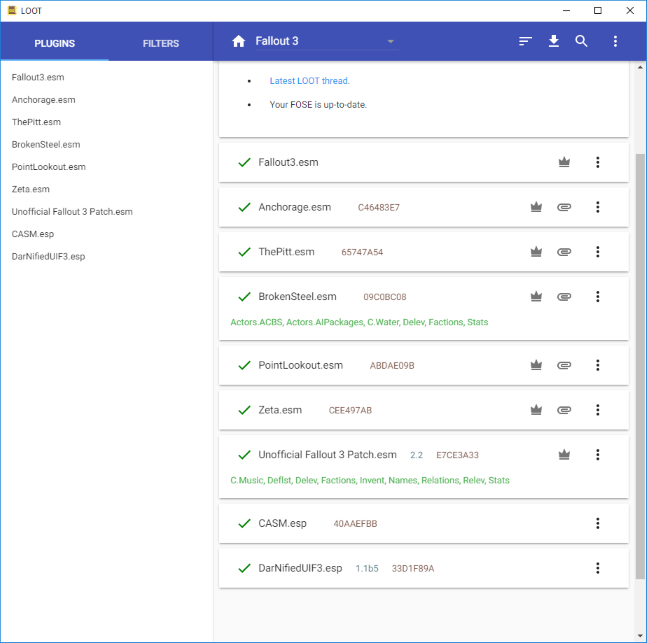 LOOT
PLUGINS
FILTERS
Fallout 3
Fallout3.esm
Anchorage.esm
ThePitt.esm
BrokenSteel.esm
PointLookout.esm
Zeta.esm
Unofficial Fallout 3 Patch.esm
CASM.esp
DarNifiedUIF3.esp
Latest LOOT thread.
Your FOSE is up-to-date.
Fallout3.esm
Anchorage.esm C46483E7
ThePitt.esm 65747A54
BrokenSteel.esm 09C0BC08
Actors.ACBS, Actors.AIPackages, C.Water, Delev, Factions, Stats
PointLookout.esm ABDAE09B
Zeta.esm CEE497AB
Unofficial Fallout 3 Patch.esm 2.2 E7CE3A33
C.Music, Deflst, Delev, Factions, Invent, Names, Relations, Relev, Stats
CASM.esp 40AAEFBB
DarNifiedUIF3.esp 1.1b5 33D1F89A